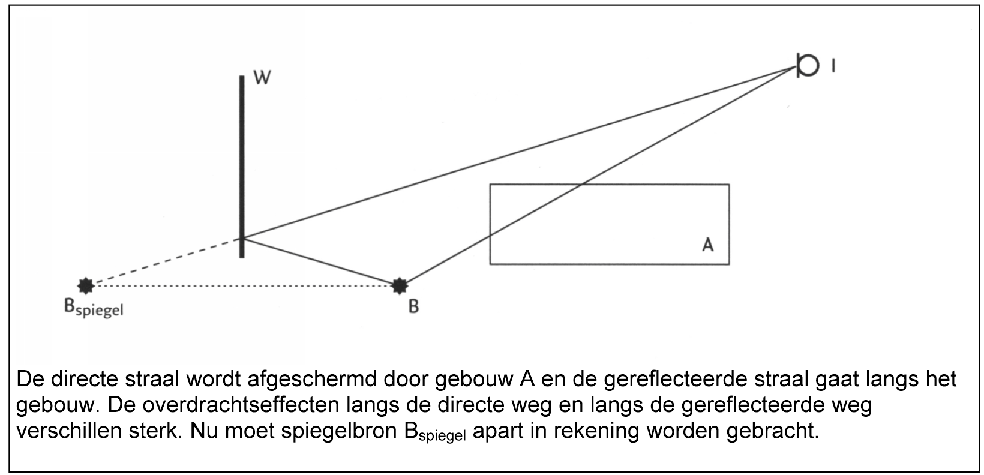 W
I
A
B
Bspiegel
De directe straal wordt afgeschermd door gebouw A en de gereflecteerde straal gaat langs het
gebouw. De overdrachtseffecten langs de directe weg en langs de gereflecteerde weg
verschillen sterk. Nu moet spiegelbron Bspiegel apart in rekening worden gebracht.